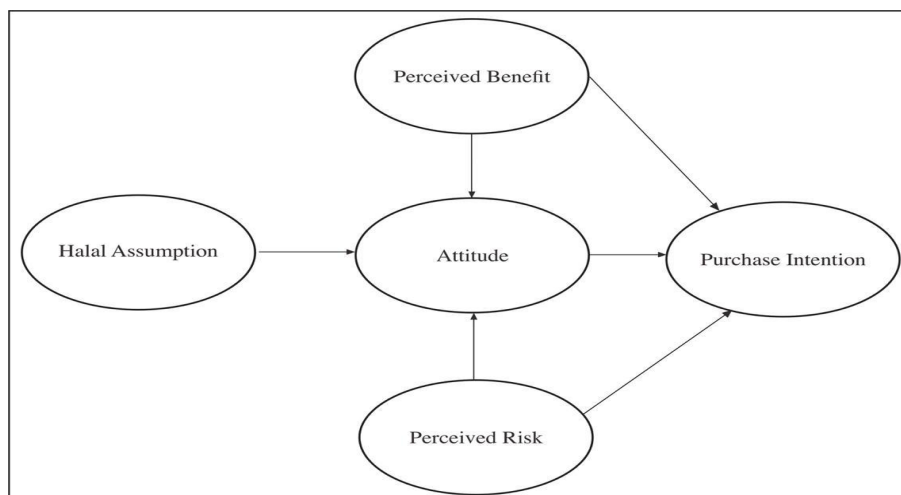 Perceived Benefit
Halal Assumption
Attitude
Purchase Intention
Perceived Risk